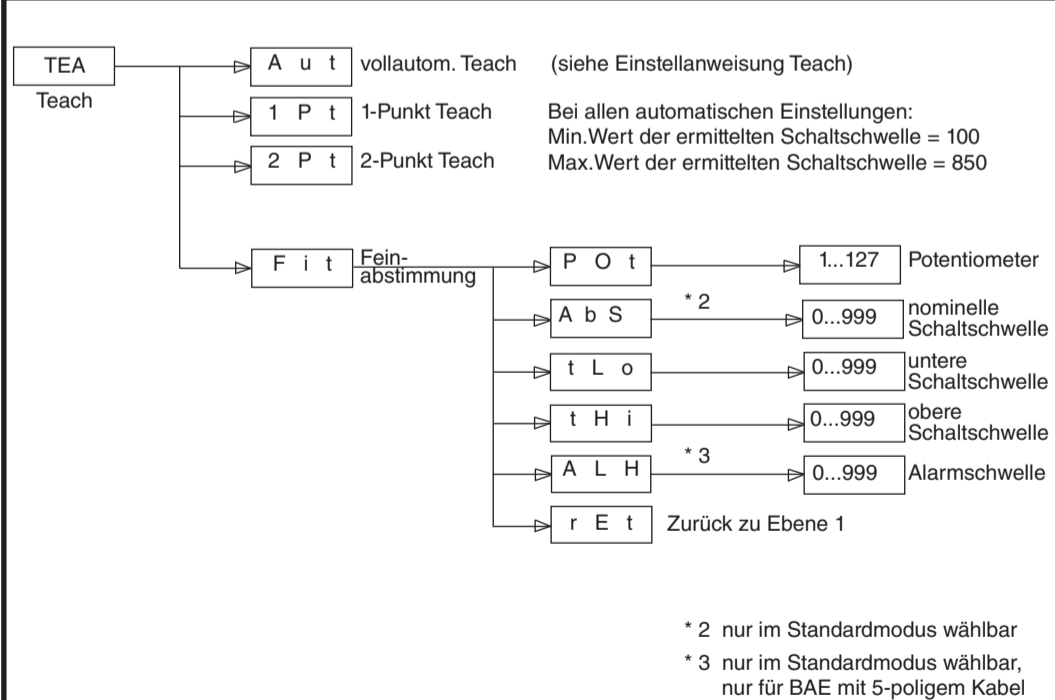 TEA
Teach
A u t vollautom. Teach (siehe Einstellanweisung Teach)
1 P t 1-Punkt Teach
2 P t 2-Punkt Teach
Bei allen automatischen Einstellungen:
Min.Wert der ermittelten Schaltschwelle = 100
Max.Wert der ermittelten Schaltschwelle = 850
F i t Fein-
abstimmung
P O t 1...127 Potentiometer
A b S * 2 0...999 nominelle
Schaltschwelle
t L o 0...999 untere
Schaltschwelle
t H i 0...999 obere
Schaltschwelle
A L H * 3 0...999 Alarmschwelle
r E t Zurück zu Ebene 1
* 2 nur im Standardmodus wählbar
* 3 nur im Standardmodus wählbar,
nur für BAE mit 5-poligem Kabel